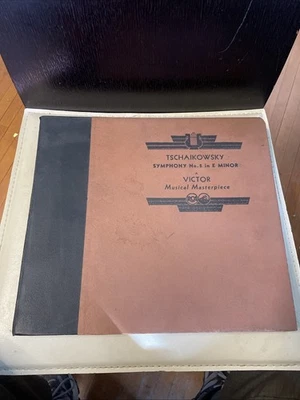 TSCHAIKOWSKY
SYMPHONY No. 5 in E MINOR
VICTOR
Musical Masterpiece